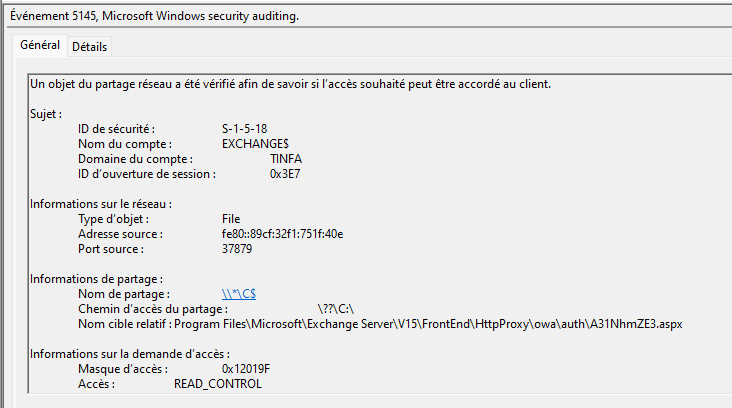 Événement 5145, Microsoft Windows security auditing.
Général Détails
Un objet du partage réseau a été vérifié afin de savoir si l'accès souhaité peut être accordé au client.
Sujet :
ID de sécurité : S-1-5-18
Nom du compte : EXCHANGE$
Domaine du compte : TINFA
ID d'ouverture de session : 0x3E7
Informations sur le réseau :
Type d'objet : File
Adresse source : fe80::89cf:32f1:751f:40e
Port source : 37879
Informations de partage :
Nom de partage : \\*\C$
Chemin d'accès du partage : \??\C:\
Nom cible relatif : Program Files\Microsoft\Exchange Server\V15\FrontEnd\HttpProxy\owa\auth\A31NhmZE3.aspx
Informations sur la demande d'accès :
Masque d'accès : 0x12019F
Accès : READ_CONTROL